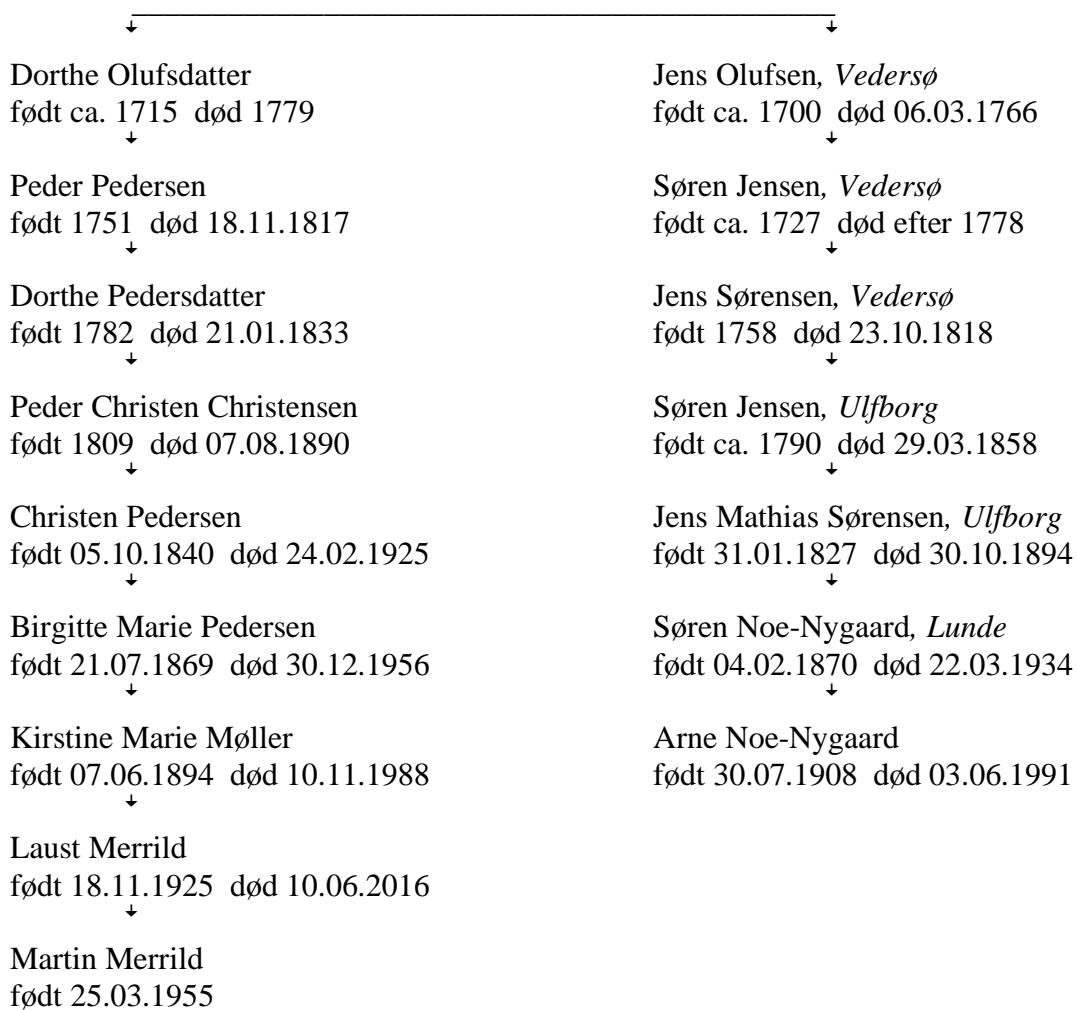 Dorthe Olufsdatter
født ca. 1715 død 1779
Peder Pedersen
født 1751 død 18.11.1817
Dorthe Pedersdatter
født 1782 død 21.01.1833
Peder Christen Christensen
født 1809 død 07.08.1890
Christen Pedersen
født 05.10.1840 død 24.02.1925
Birgitte Marie Pedersen
født 21.07.1869 død 30.12.1956
Kirstine Marie Møller
født 07.06.1894 død 10.11.1988
Laust Merrild
født 18.11.1925 død 10.06.2016
Martin Merrild
født 25.03.1955
Jens Olufsen, Vedersø
født ca. 1700 død 06.03.1766
Søren Jensen, Vedersø
født ca. 1727 død efter 1778
Jens Sørensen, Vedersø
født 1758 død 23.10.1818
Søren Jensen, Ulfborg
født ca. 1790 død 29.03.1858
Jens Mathias Sørensen, Ulfborg
født 31.01.1827 død 30.10.1894
Søren Noe-Nygaard, Lunde
født 04.02.1870 død 22.03.1934
Arne Noe-Nygaard
født 30.07.1908 død 03.06.1991